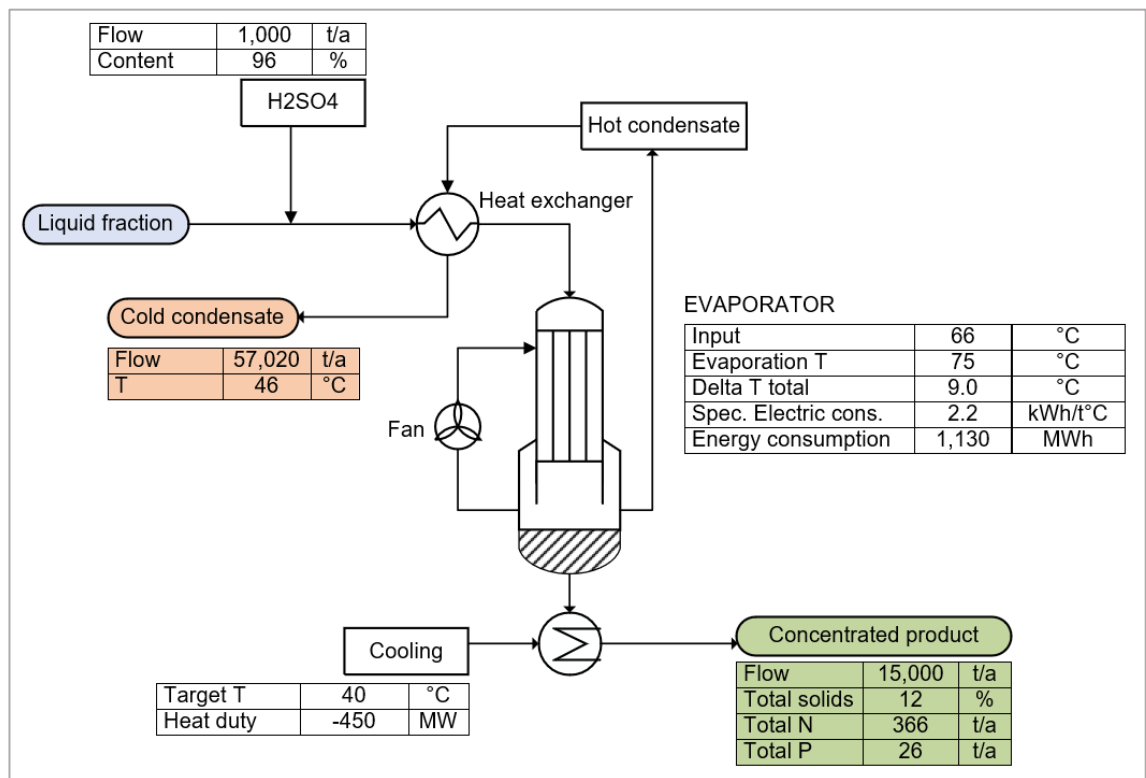 Flow 1,000 t/a
Content 96 %
H2SO4
Hot condensate
Heat exchanger
Liquid fraction
Cold condensate
Flow 57,020 t/a
T 46 °C
Fan
EVAPORATOR
Input 66 °C
Evaporation T 75 °C
Delta T total 9.0 °C
Spec. Electric cons. 2.2 kWh/t°C
Energy consumption 1,130 MWh
Cooling
Target T 40 °C
Heat duty -450 MW
Concentrated product
Flow 15,000 t/a
Total solids 12 %
Total N 366 t/a
Total P 26 t/a